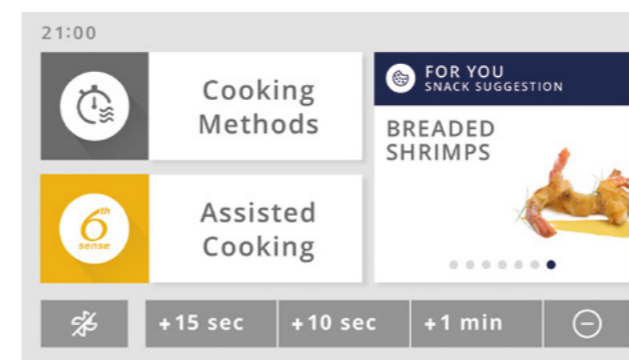 21:00
Cooking
Methods
FOR YOU
SNACK SUGGESTION
BREADED
SHRIMPS
6th
sense
Assisted
Cooking
+15 sec
+10 sec
+1 min